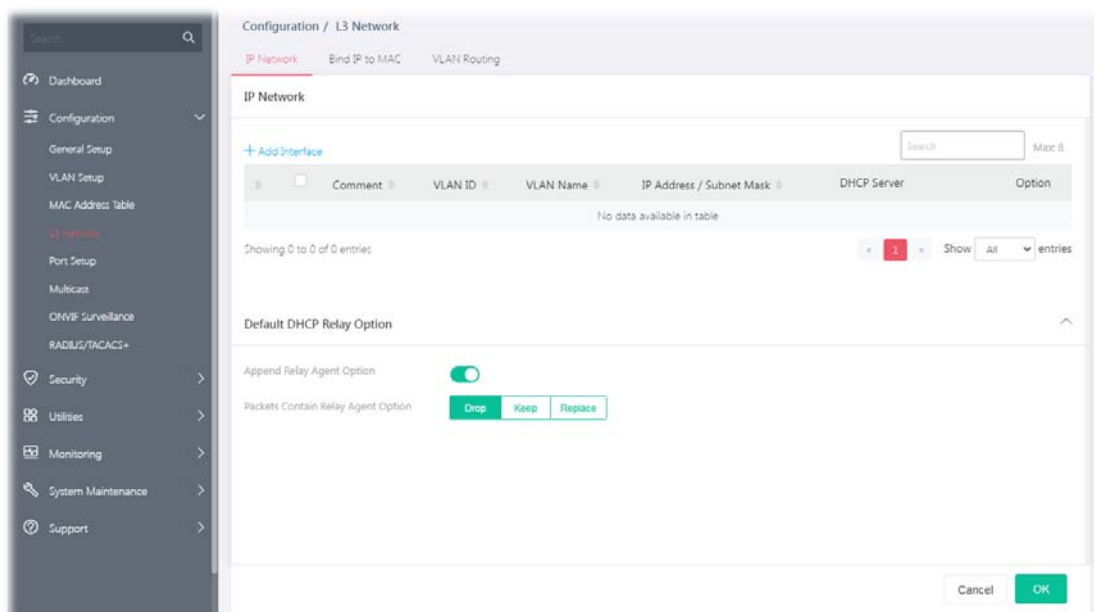 Search
Dashboard
Configuration
General Setup
VLAN Setup
MAC Address Table
L3 Network
Port Setup
Multicast
ONVIF Surveillance
RADIUS/TACACS+
Security
Utilities
Monitoring
System Maintenance
Support
Configuration / L3 Network
IP Network Bind IP to MAC VLAN Routing
IP Network
+ Add Interface Search Max: 8
Comment VLAN ID VLAN Name IP Address / Subnet Mask DHCP Server Option
No data available in table
Showing 0 to 0 of 0 entries « 1 » Show All entries
Default DHCP Relay Option
Append Relay Agent Option
Packets Contain Relay Agent Option Drop Keep Replace
Cancel OK